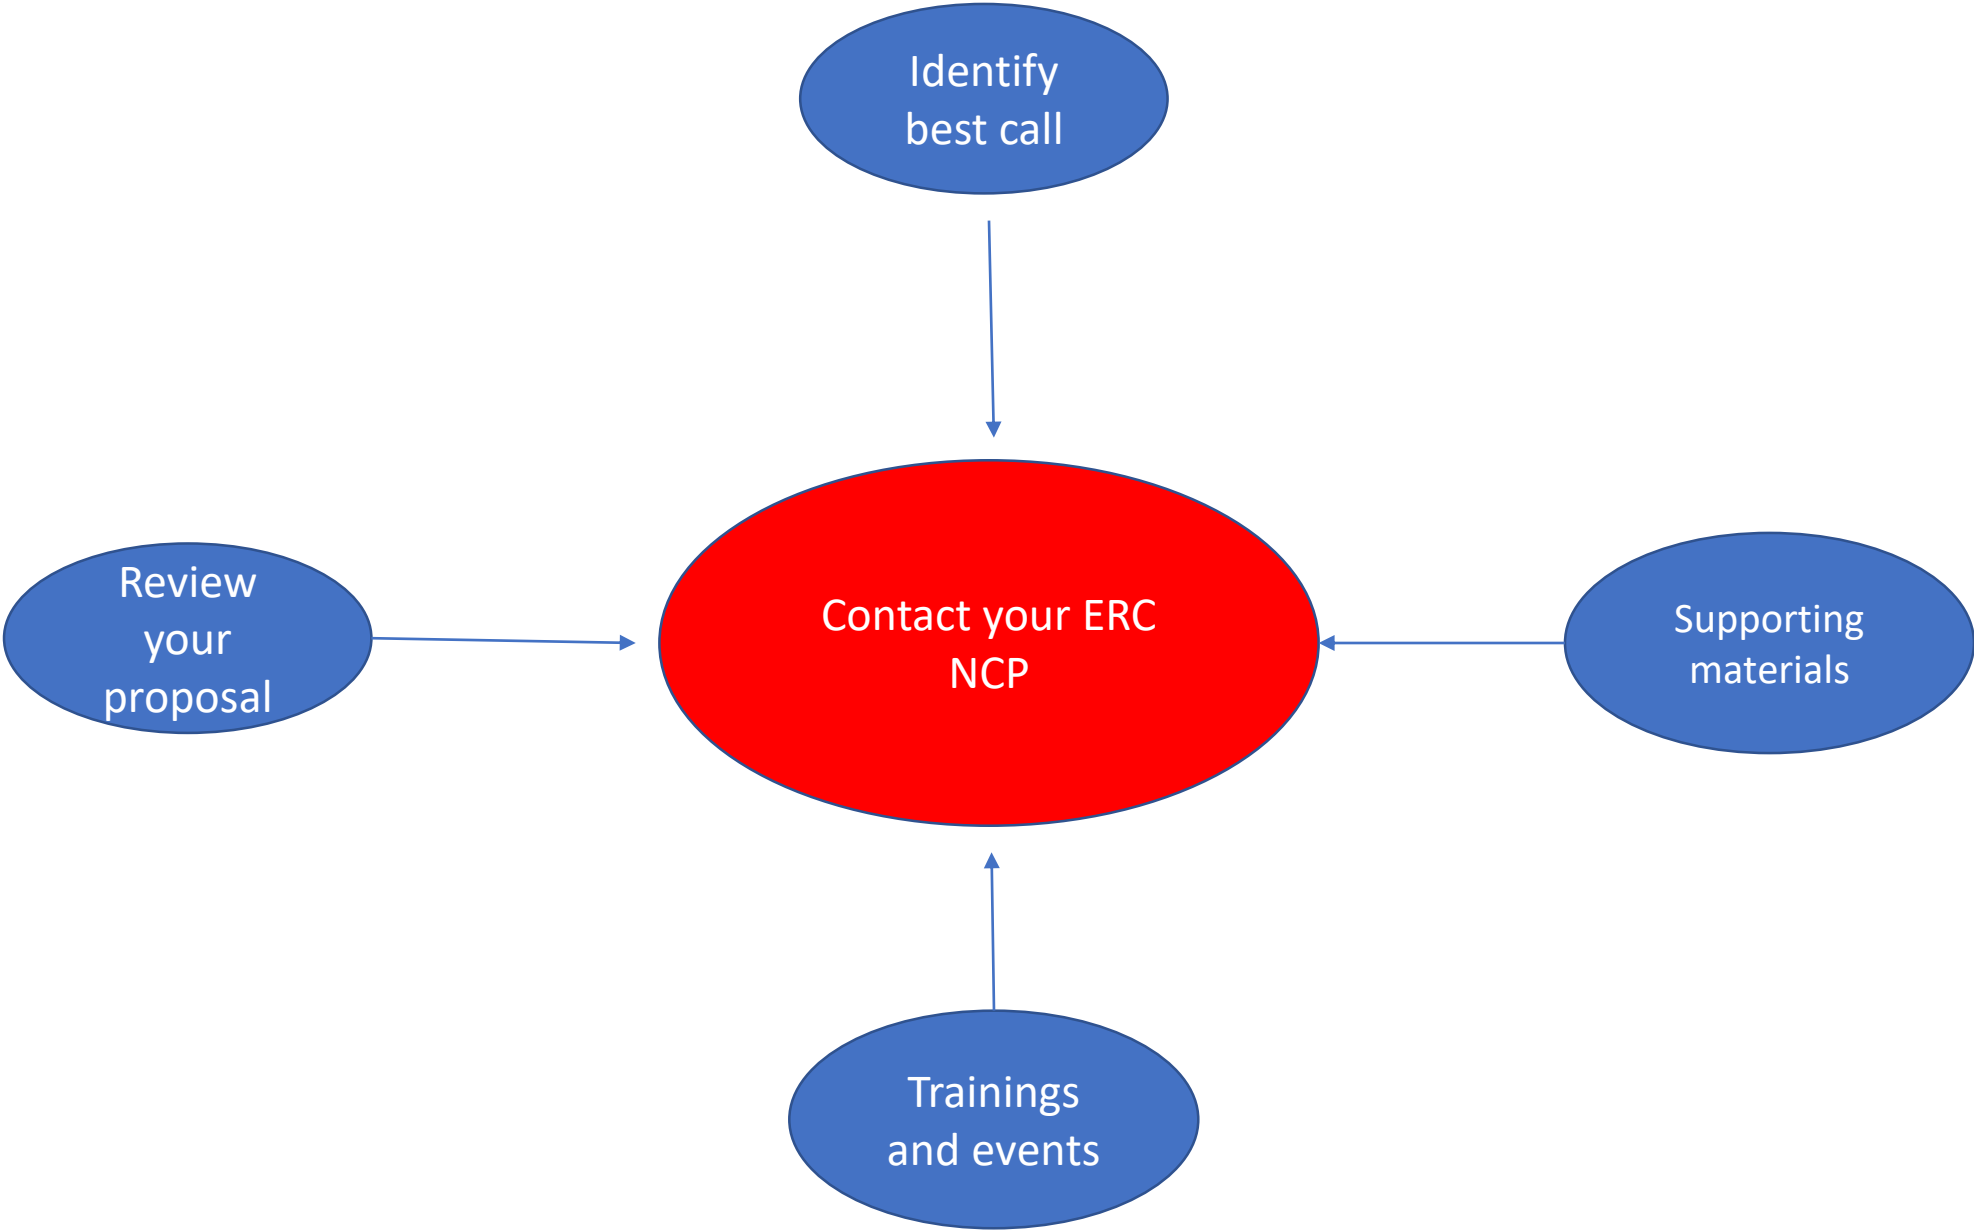 Identify
best call
Review
your
proposal
Contact your ERC
NCP
Supporting
materials
Trainings
and events